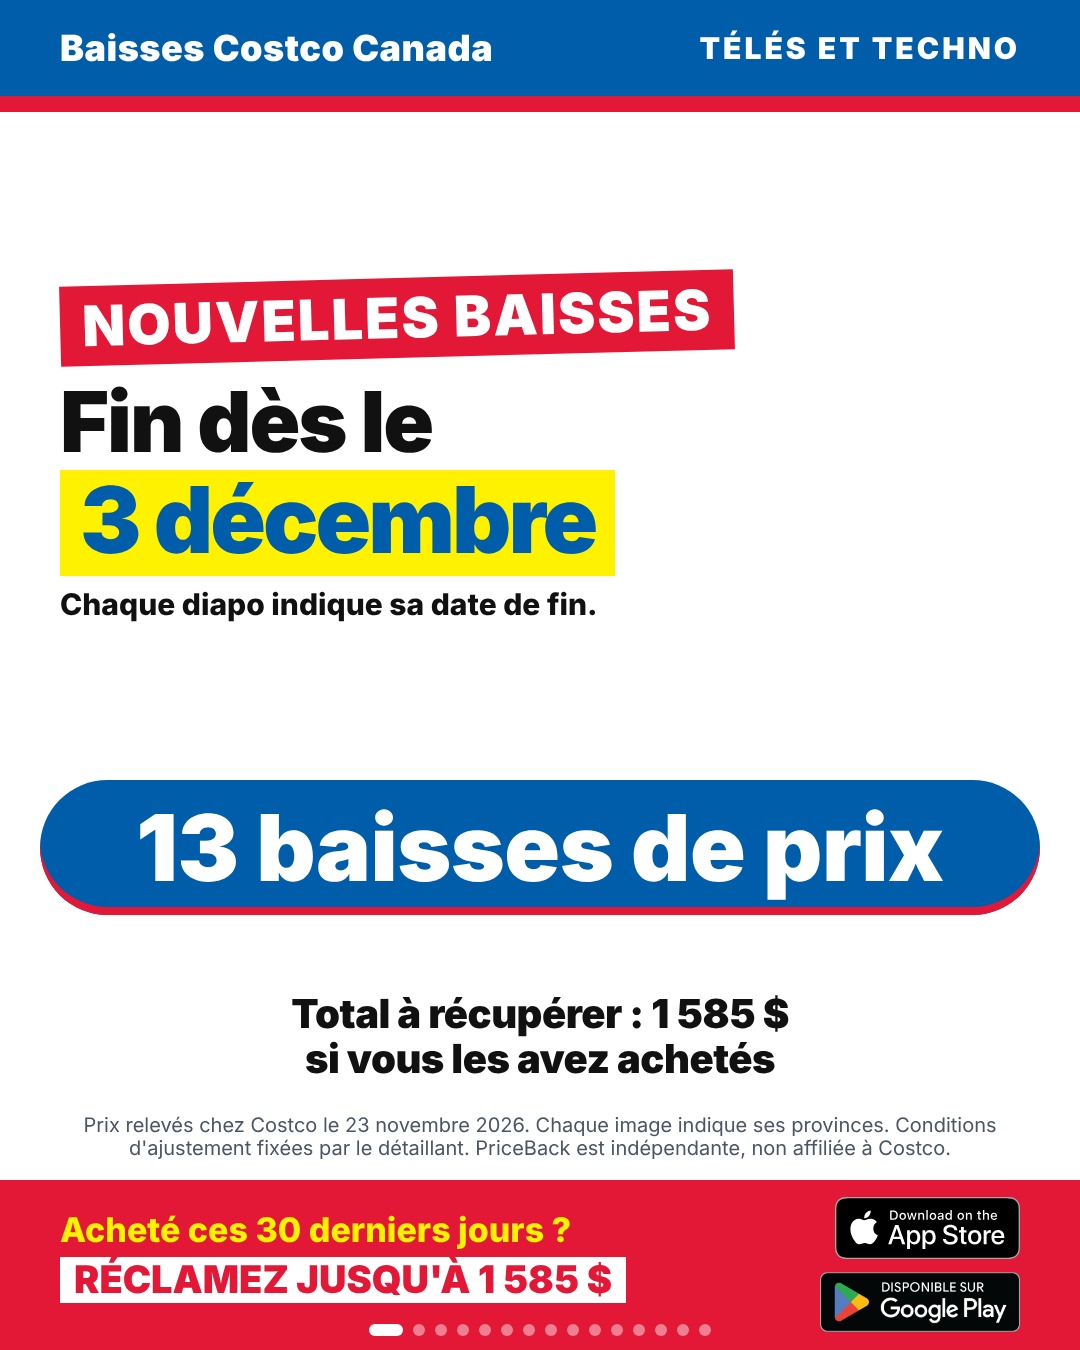 Baisses Costco Canada
TÉLÉS ET TECHNO
NOUVELLES BAISSES
Fin dès le
3 décembre
Chaque diapo indique sa date de fin.
13 baisses de prix
Total à récupérer : 1 585 $
si vous les avez achetés
Prix relevés chez Costco le 23 novembre 2026. Chaque image indique ses provinces. Conditions
d'ajustement fixées par le détaillant. PriceBack est indépendante, non affiliée à Costco.
Acheté ces 30 derniers jours ?
RÉCLAMEZ JUSQU'À 1 585 $
Download on the
App Store
DISPONIBLE SUR
Google Play